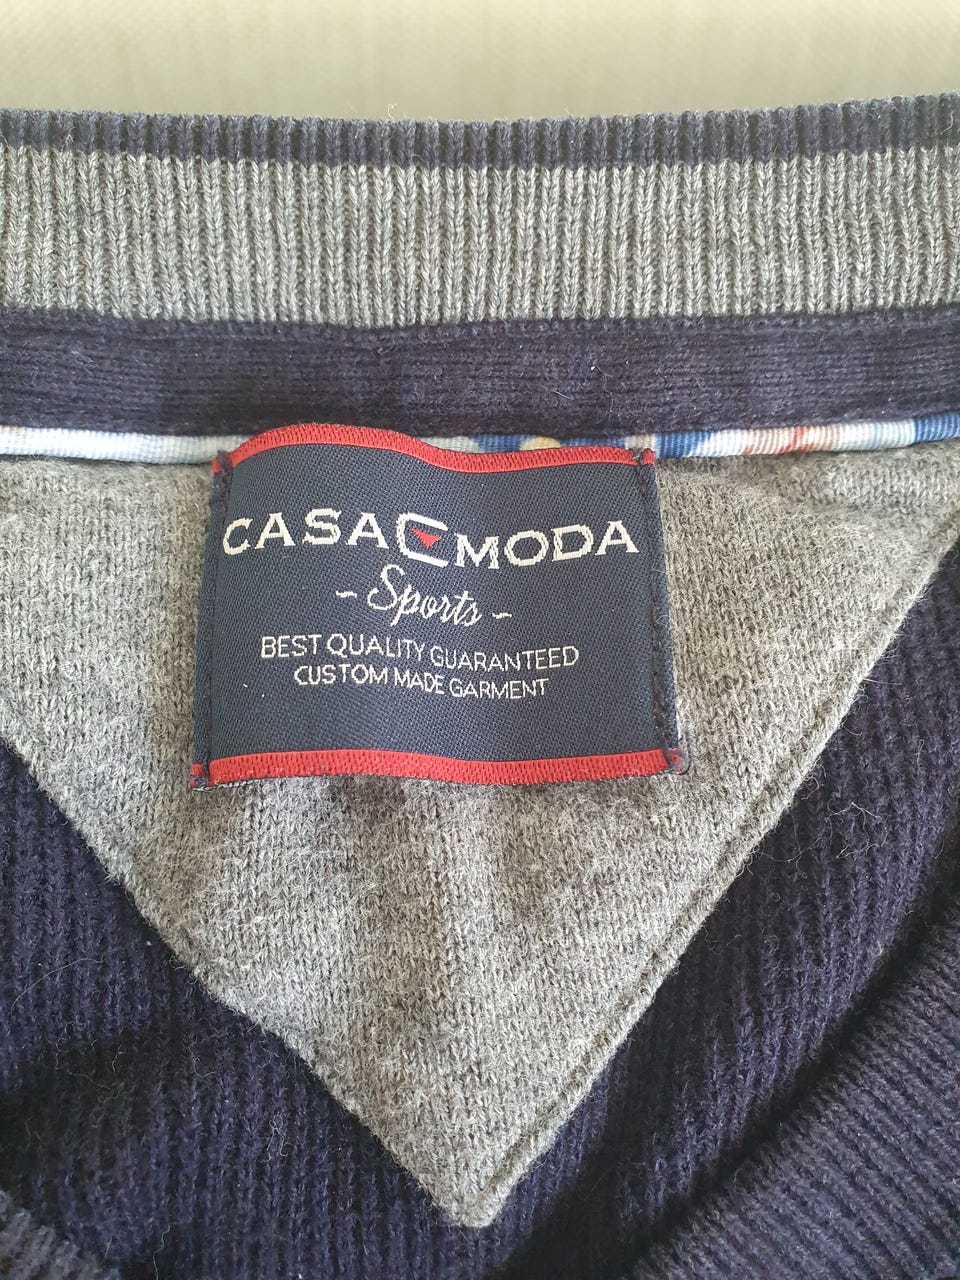 CASA MODA
- Sports -
BEST QUALITY GUARANTEED
CUSTOM MADE GARMENT